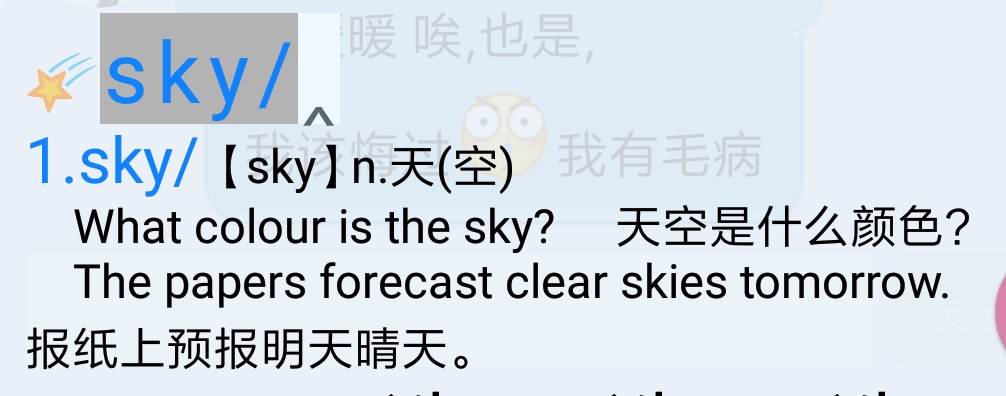 暖 唉,也是,
sky/
我该悔过 我有毛病
1.sky/【sky】n.天(空)
What colour is the sky? 天空是什么颜色?
The papers forecast clear skies tomorrow.
报纸上预报明天晴天。